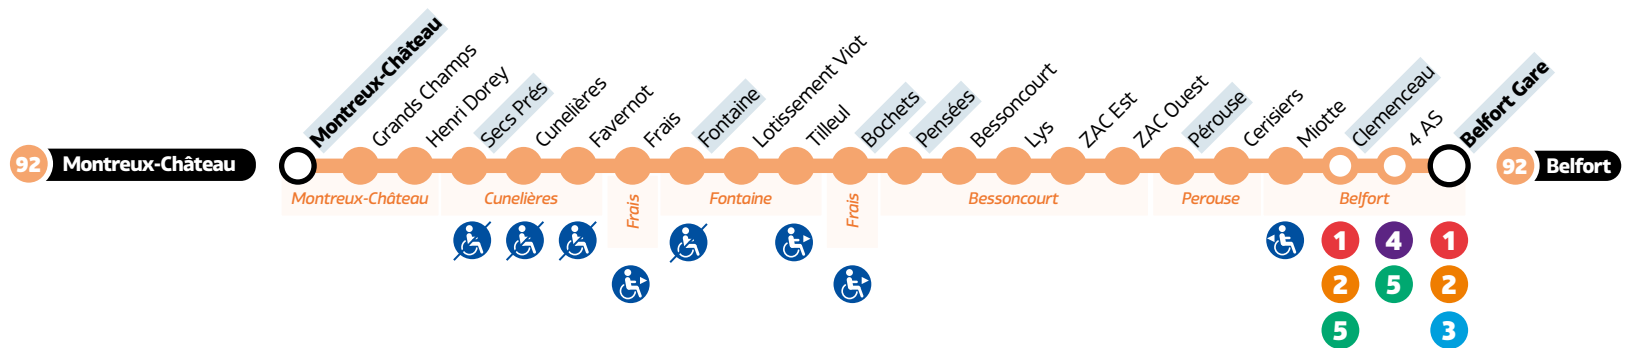 92 Montreux-Château
Montreux-Château
Grands Champs
Henri Dorey
Secs Prés
Cunelières
Favernot
Frais
Fontaine
Lotissement Viot
Tilleul
Bochets
Pensées
Bessoncourt
Lys
ZAC Est
ZAC Ouest
Pérouse
Cerisiers
Miotte
Clemenceau
4 AS
Belfort Gare
92 Belfort
Montreux-Château
Cunelières
Frais
Fontaine
Frais
Bessoncourt
Perouse
Belfort
1 4 1
2 5 2
5 3